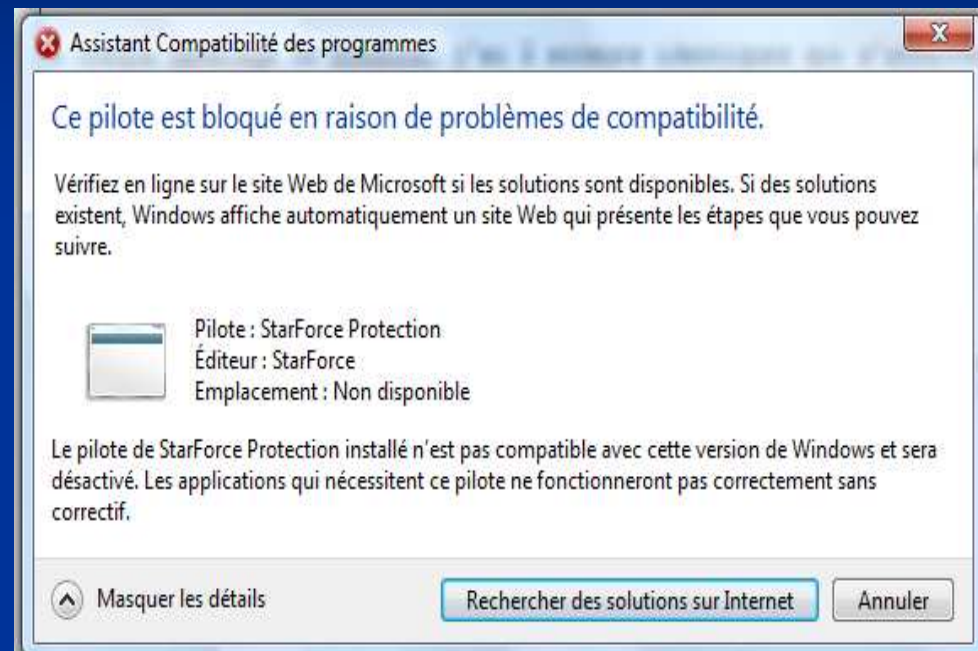 Assistant Compatibilité des programmes
Ce pilote est bloqué en raison de problèmes de compatibilité.
Vérifiez en ligne sur le site Web de Microsoft si les solutions sont disponibles. Si des solutions
existent, Windows affiche automatiquement un site Web qui présente les étapes que vous pouvez
suivre.
Pilote : StarForce Protection
Éditeur : StarForce
Emplacement : Non disponible
Le pilote de StarForce Protection installé n'est pas compatible avec cette version de Windows et sera
désactivé. Les applications qui nécessitent ce pilote ne fonctionneront pas correctement sans
correctif.
Masquer les détails
Rechercher des solutions sur Internet
Annuler